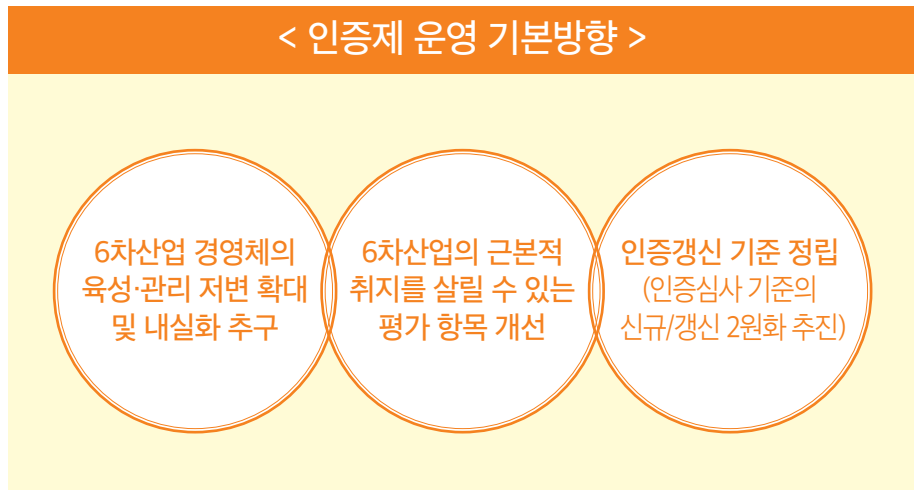 < 인증제 운영 기본방향 >
6차산업 경영체의
육성·관리 저변 확대
및 내실화 추구
6차산업의 근본적
취지를 살릴 수 있는
평가 항목 개선
인증갱신 기준 정립
(인증심사 기준의
신규/갱신 2원화 추진)